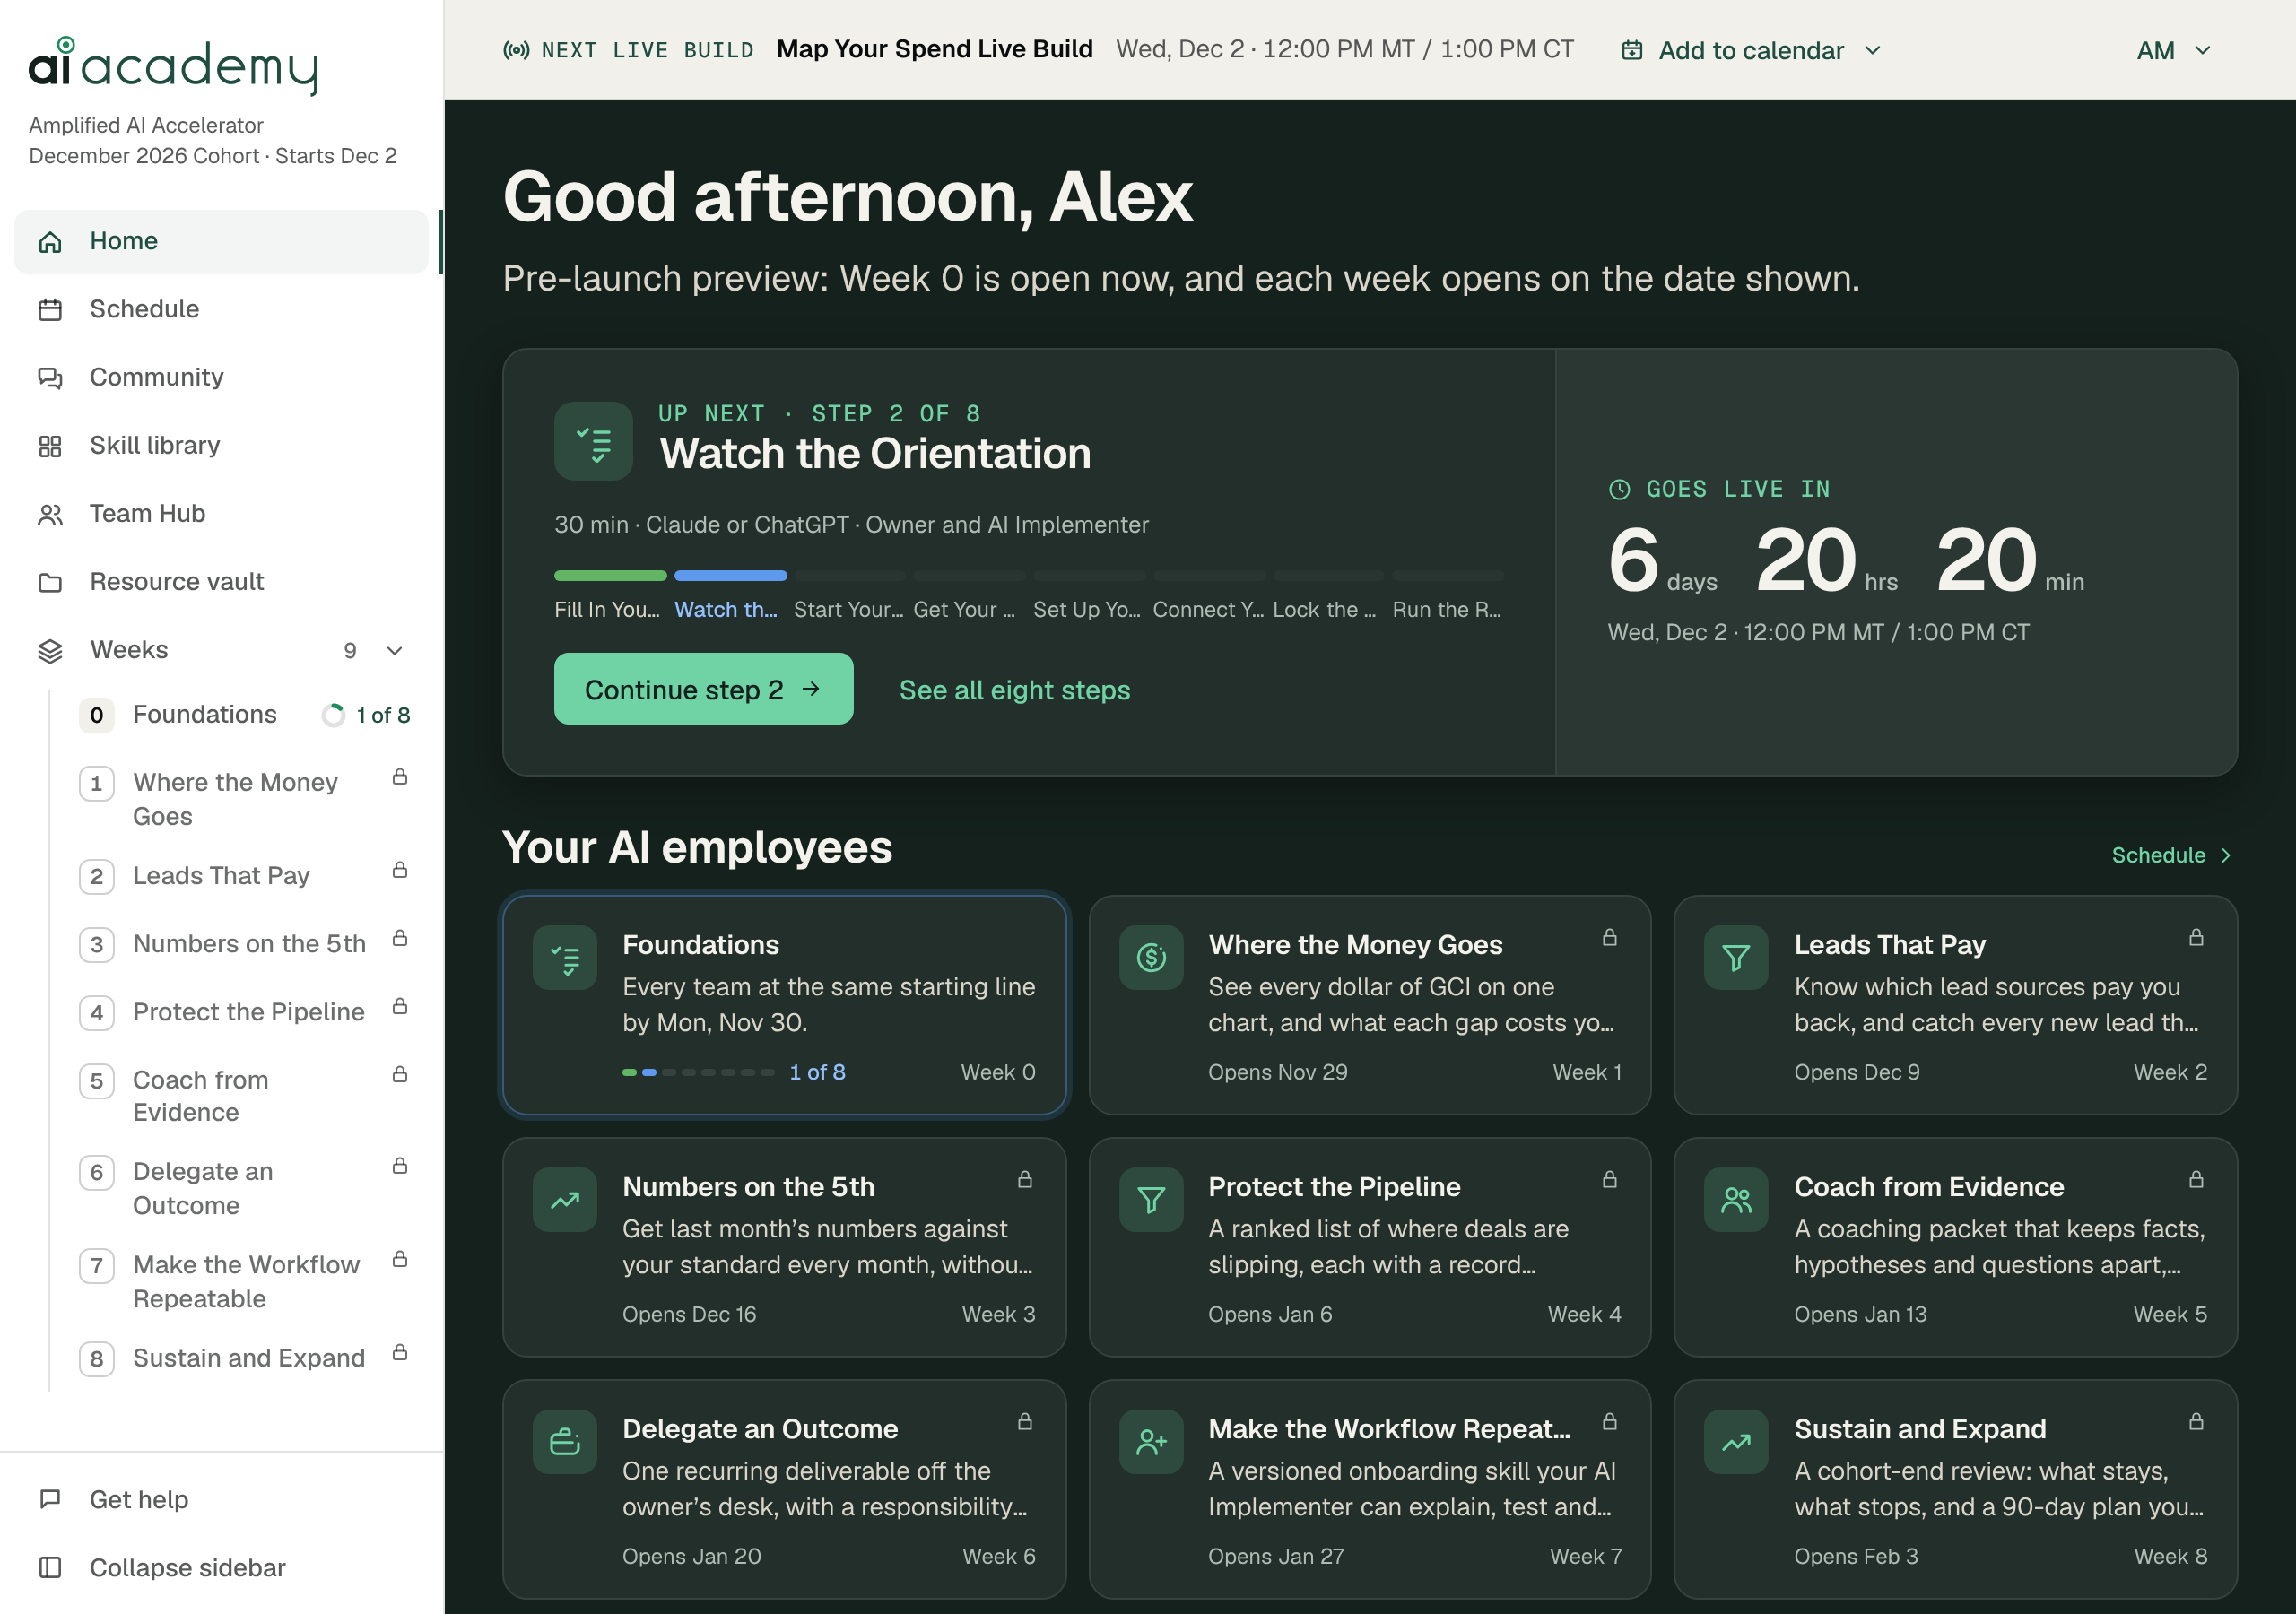 ai academy
Amplified AI Accelerator
December 2026 Cohort · Starts Dec 2
Home
Schedule
Community
Skill library
Team Hub
Resource vault
Weeks 9
0 Foundations 1 of 8
1 Where the Money
Goes
2 Leads That Pay
3 Numbers on the 5th
4 Protect the Pipeline
5 Coach from
Evidence
6 Delegate an
Outcome
7 Make the Workflow
Repeatable
8 Sustain and Expand
Get help
Collapse sidebar
NEXT LIVE BUILD Map Your Spend Live Build Wed, Dec 2 · 12:00 PM MT / 1:00 PM CT Add to calendar AM
Good afternoon, Alex
Pre-launch preview: Week 0 is open now, and each week opens on the date shown.
UP NEXT · STEP 2 OF 8
Watch the Orientation
30 min · Claude or ChatGPT · Owner and AI Implementer
Fill In You... Watch th... Start Your... Get Your ... Set Up Yo... Connect Y... Lock the ... Run the R...
Continue step 2 → See all eight steps
GOES LIVE IN
6 days 20 hrs 20 min
Wed, Dec 2 · 12:00 PM MT / 1:00 PM CT
Your AI employees
Schedule
Foundations
Every team at the same starting line
by Mon, Nov 30.
1 of 8 Week 0
Where the Money Goes
See every dollar of GCI on one
chart, and what each gap costs yo...
Opens Nov 29 Week 1
Leads That Pay
Know which lead sources pay you
back, and catch every new lead th...
Opens Dec 9 Week 2
Numbers on the 5th
Get last month’s numbers against
your standard every month, withou...
Opens Dec 16 Week 3
Protect the Pipeline
A ranked list of where deals are
slipping, each with a record...
Opens Jan 6 Week 4
Coach from Evidence
A coaching packet that keeps facts,
hypotheses and questions apart,...
Opens Jan 13 Week 5
Delegate an Outcome
One recurring deliverable off the
owner’s desk, with a responsibility...
Opens Jan 20 Week 6
Make the Workflow Repeat...
A versioned onboarding skill your AI
Implementer can explain, test and...
Opens Jan 27 Week 7
Sustain and Expand
A cohort-end review: what stays,
what stops, and a 90-day plan you...
Opens Feb 3 Week 8